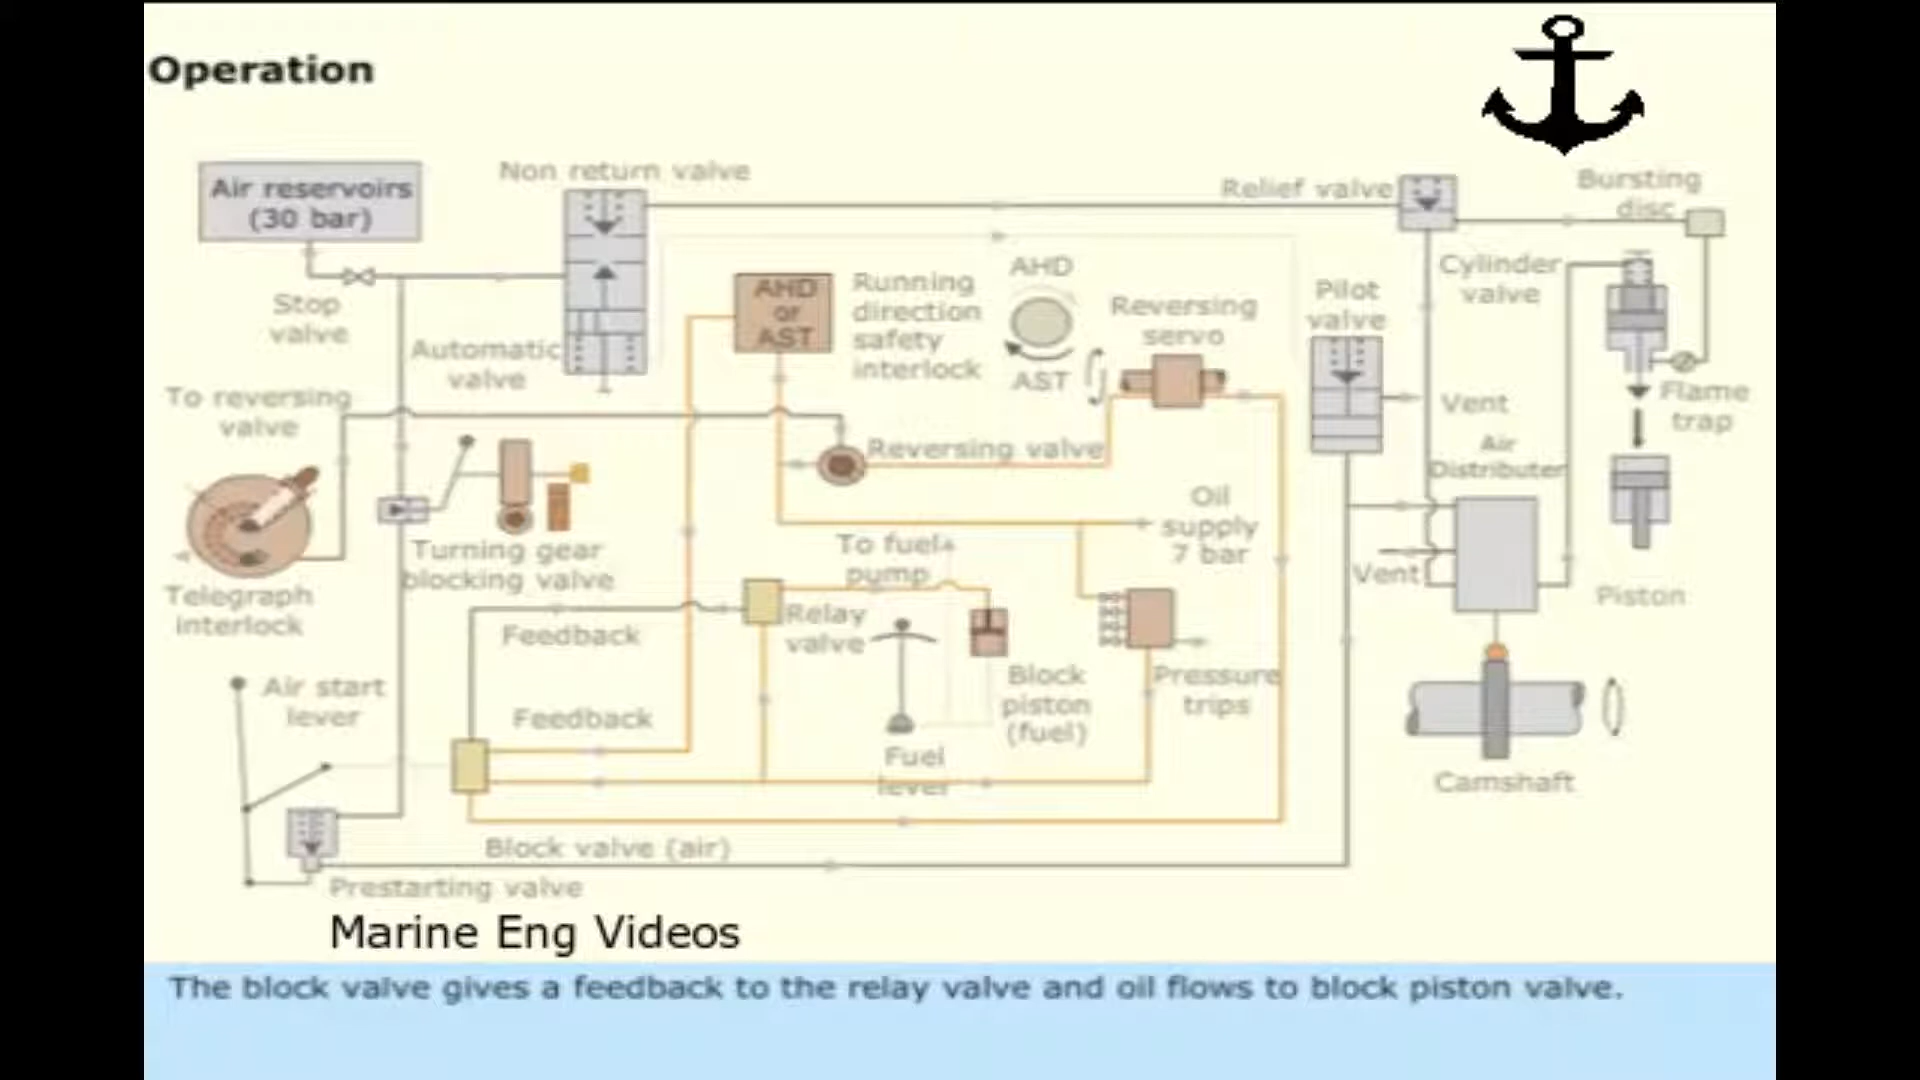 Operation
Air reservoirs
(30 bar)
Non return valve
Relief valve
Bursting
disc
Stop
valve
Automatic
valve
AHD
or
AST
Running
direction
safety
interlock
AHD
AST
Reversing
servo
Pilot
valve
Cylinder
valve
Flame
trap
Vent
To reversing
valve
Reversing valve
Air
Distributer
Oil
supply
7 bar
Turning gear
blocking valve
To fuel
pump
Vent
Piston
Telegraph
interlock
Feedback
Relay
valve
Air start
lever
Feedback
Block
piston
(fuel)
Pressure
trips
Fuel
lever
Camshaft
Block valve (air)
Prestarting valve
Marine Eng Videos
The block valve gives a feedback to the relay valve and oil flows to block piston valve.